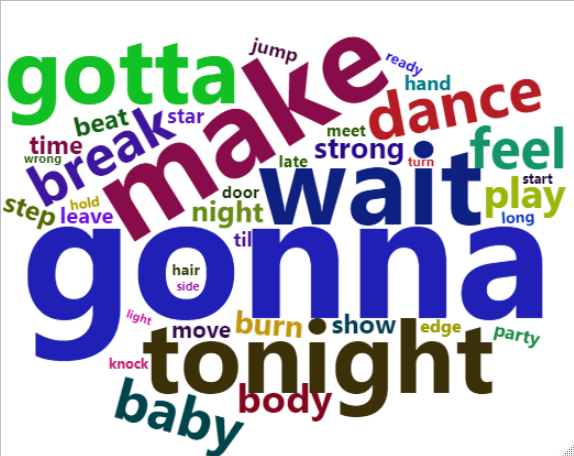 jump
ready
gotta
make
hand
dance
beat
star
break
time
wrong
meet
strong
feel
late
turn
wait
start
play
step
hold
leave
door
night
long
til
gonna
hair
side
light
move
burn
show
edge
party
knock
tonight
baby
body